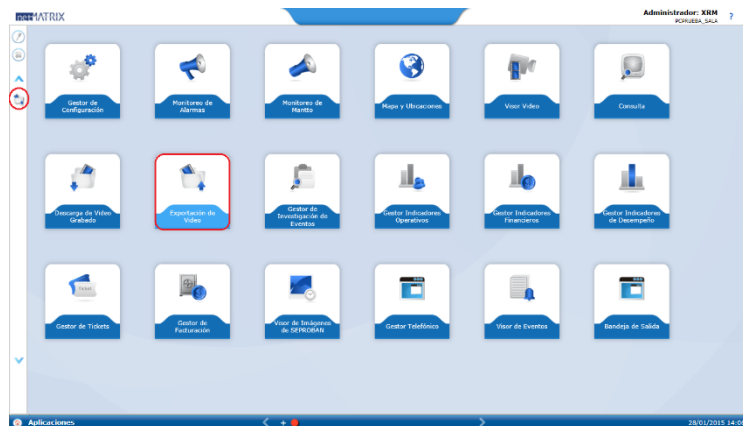 netMATRIX
Administrador: XRM
PCPRUEBA_SALA
?
Gestor de
Configuración
Monitoreo de
Alarmas
Monitoreo de
Mantto
Mapa y Ubicaciones
Visor Video
Consulta
Descarga de Video
Grabado
Exportación de
Video
Gestor de
Investigación de
Eventos
Gestor Indicadores
Operativos
Gestor Indicadores
Financieros
Gestor Indicadores
de Desempeño
Ticket
Gestor de Tickets
Gestor de
Facturación
Visor de Imágenes
de SEPROBAN
Gestor Telefónico
Visor de Eventos
Bandeja de Salida
Aplicaciones
28/01/2015 14:00